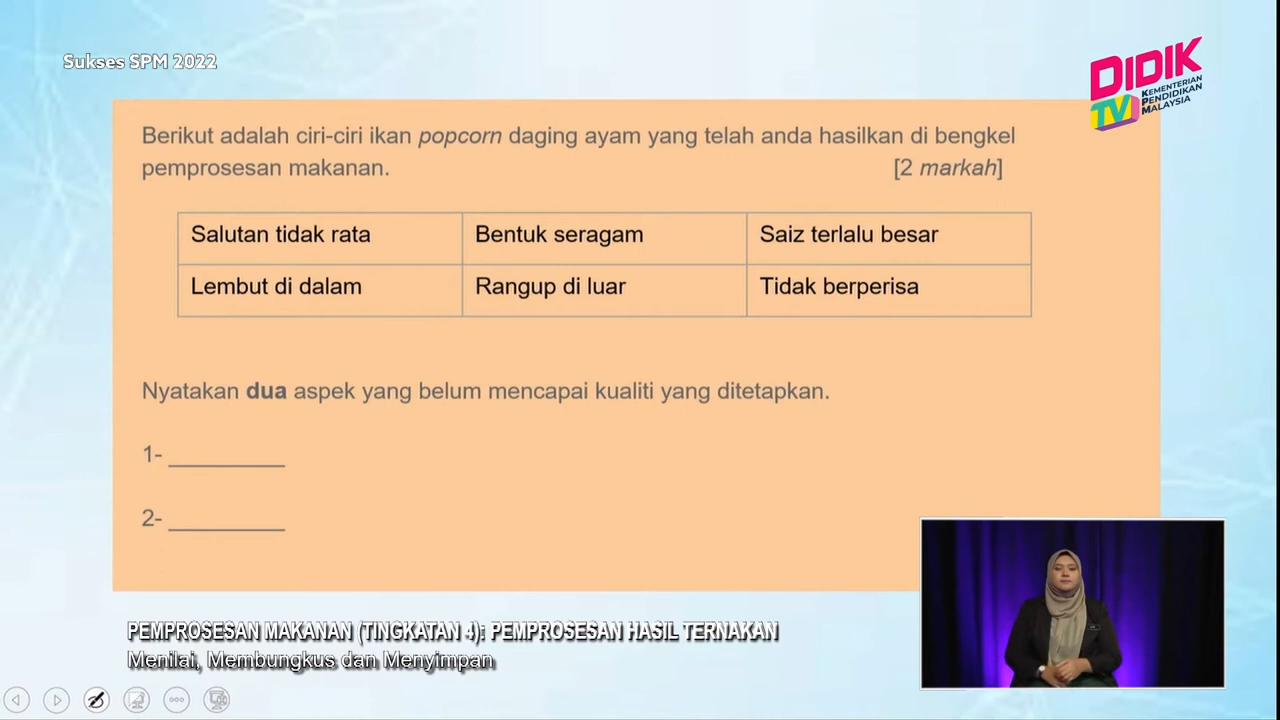 Sukses SPM 2022
DIDIK
TV
KEMENTERIAN
PENDIDIKAN
MALAYSIA
Berikut adalah ciri-ciri ikan popcorn daging ayam yang telah anda hasilkan di bengkel
pemprosesan makanan. [2 markah]
Salutan tidak rata Bentuk seragam Saiz terlalu besar
Lembut di dalam Rangup di luar Tidak berperisa
Nyatakan dua aspek yang belum mencapai kualiti yang ditetapkan.
1- __________
2- __________
PEMPROSESAN MAKANAN (TINGKATAN 4): PEMPROSESAN HASIL TERNAKAN
Menilai, Membungkus dan Menyimpan